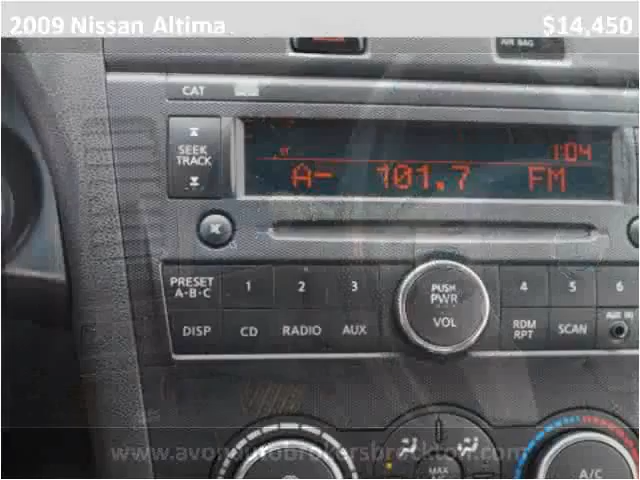 2009 Nissan Altima $14,450
AIR BAG
CAT
SEEK
TRACK
1:04
A- 101.7 FM
PRESET
A·B·C
1 2 3
PUSH
PWR
VOL
4 5 6
DISP CD RADIO AUX
RDM
RPT
SCAN
AUX IN
MAX
A/C
A/C
www.avonautobrokersbrockton.com